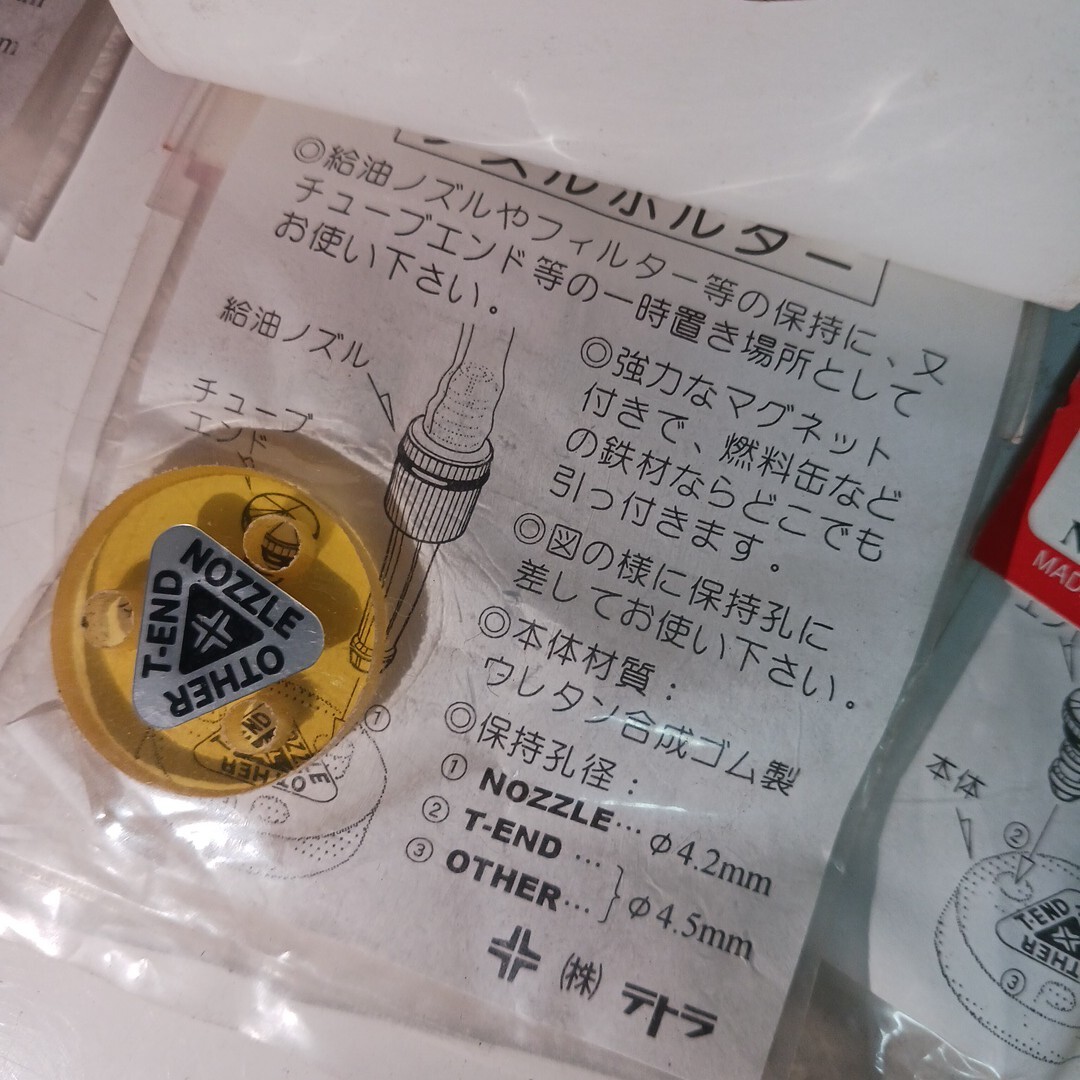 ノズルホルダー
◎給油ノズルやフィルター等の保持に、又
チューブエンド等の一時置き場所として
お使い下さい。
給油ノズル
チューブ
エンド
◎強力なマグネット
付きで、燃料缶など
の鉄材ならどこでも
引っ付きます。
◎図の様に保持孔に
差してお使い下さい。
◎本体材質：
ウレタン合成ゴム製
◎保持孔径：
① NOZZLE… φ4.2mm
② T-END …
③ OTHER… φ4.5mm
(株) テトラ
NOZZLE
T-END
OTHER
①
OTHER
MAD
本体
②
T-END
OTHER
③